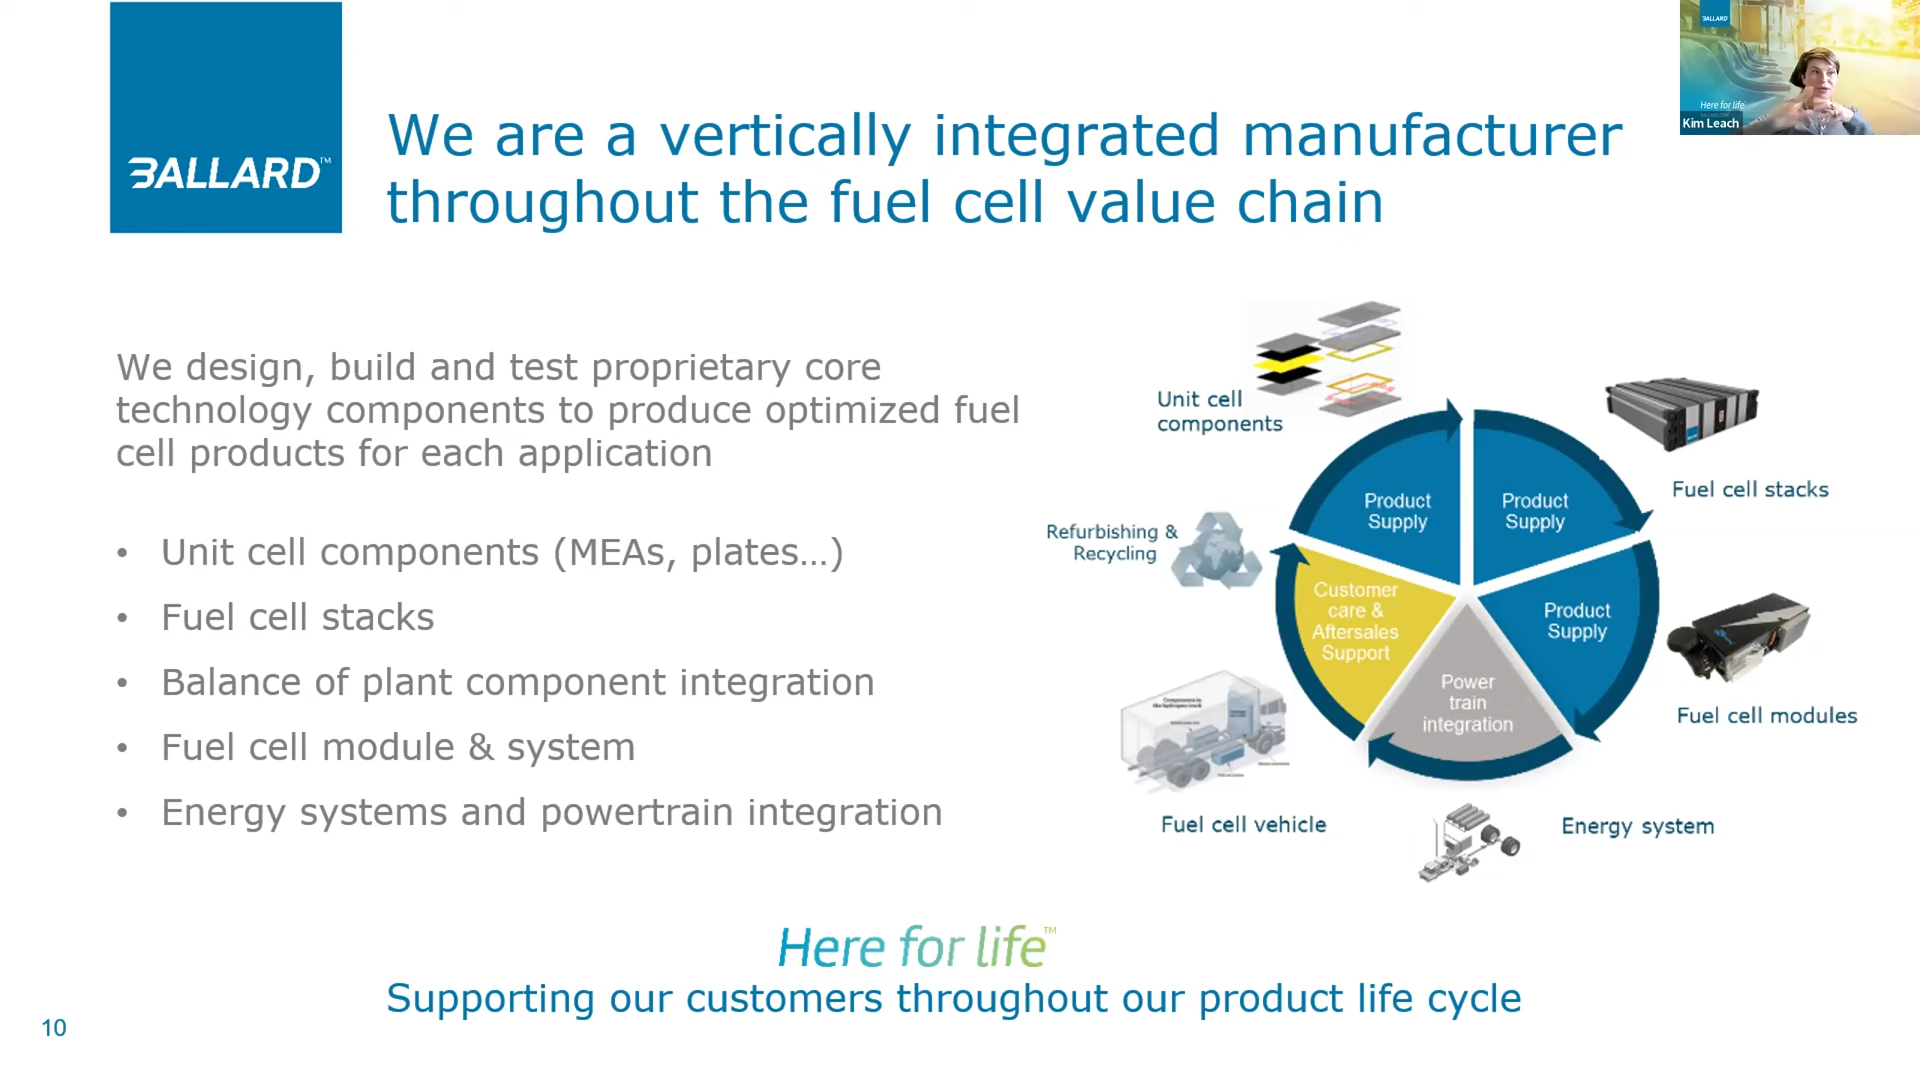 BALLARD™
We are a vertically integrated manufacturer
throughout the fuel cell value chain
BALLARD
Here for life
Kim Leach
We design, build and test proprietary core
technology components to produce optimized fuel
cell products for each application
• Unit cell components (MEAs, plates...)
• Fuel cell stacks
• Balance of plant component integration
• Fuel cell module & system
• Energy systems and powertrain integration
Unit cell
components
Fuel cell stacks
Product
Supply
Product
Supply
Refurbishing &
Recycling
Customer
care &
Aftersales
Support
Product
Supply
Power
train
integration
Fuel cell modules
Fuel cell vehicle
Energy system
Here for life™
Supporting our customers throughout our product life cycle
10